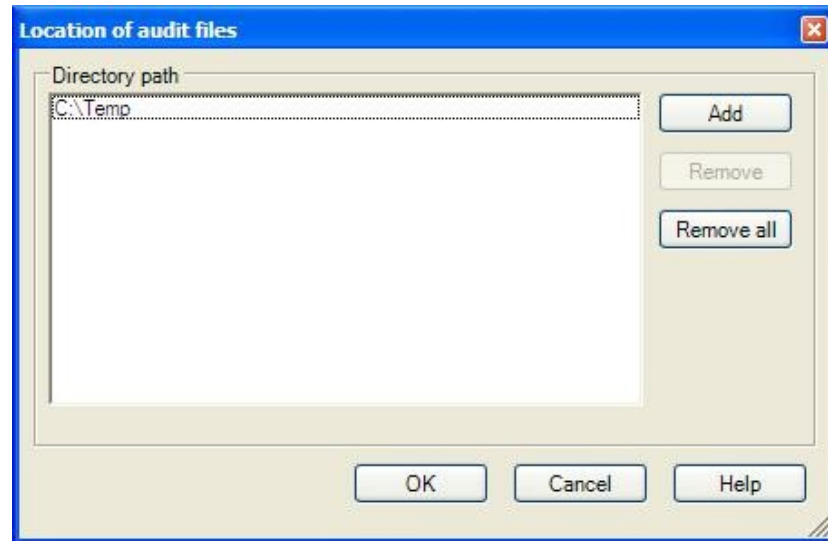 Location of audit files
Directory path
C:\Temp
Add
Remove
Remove all
OK
Cancel
Help